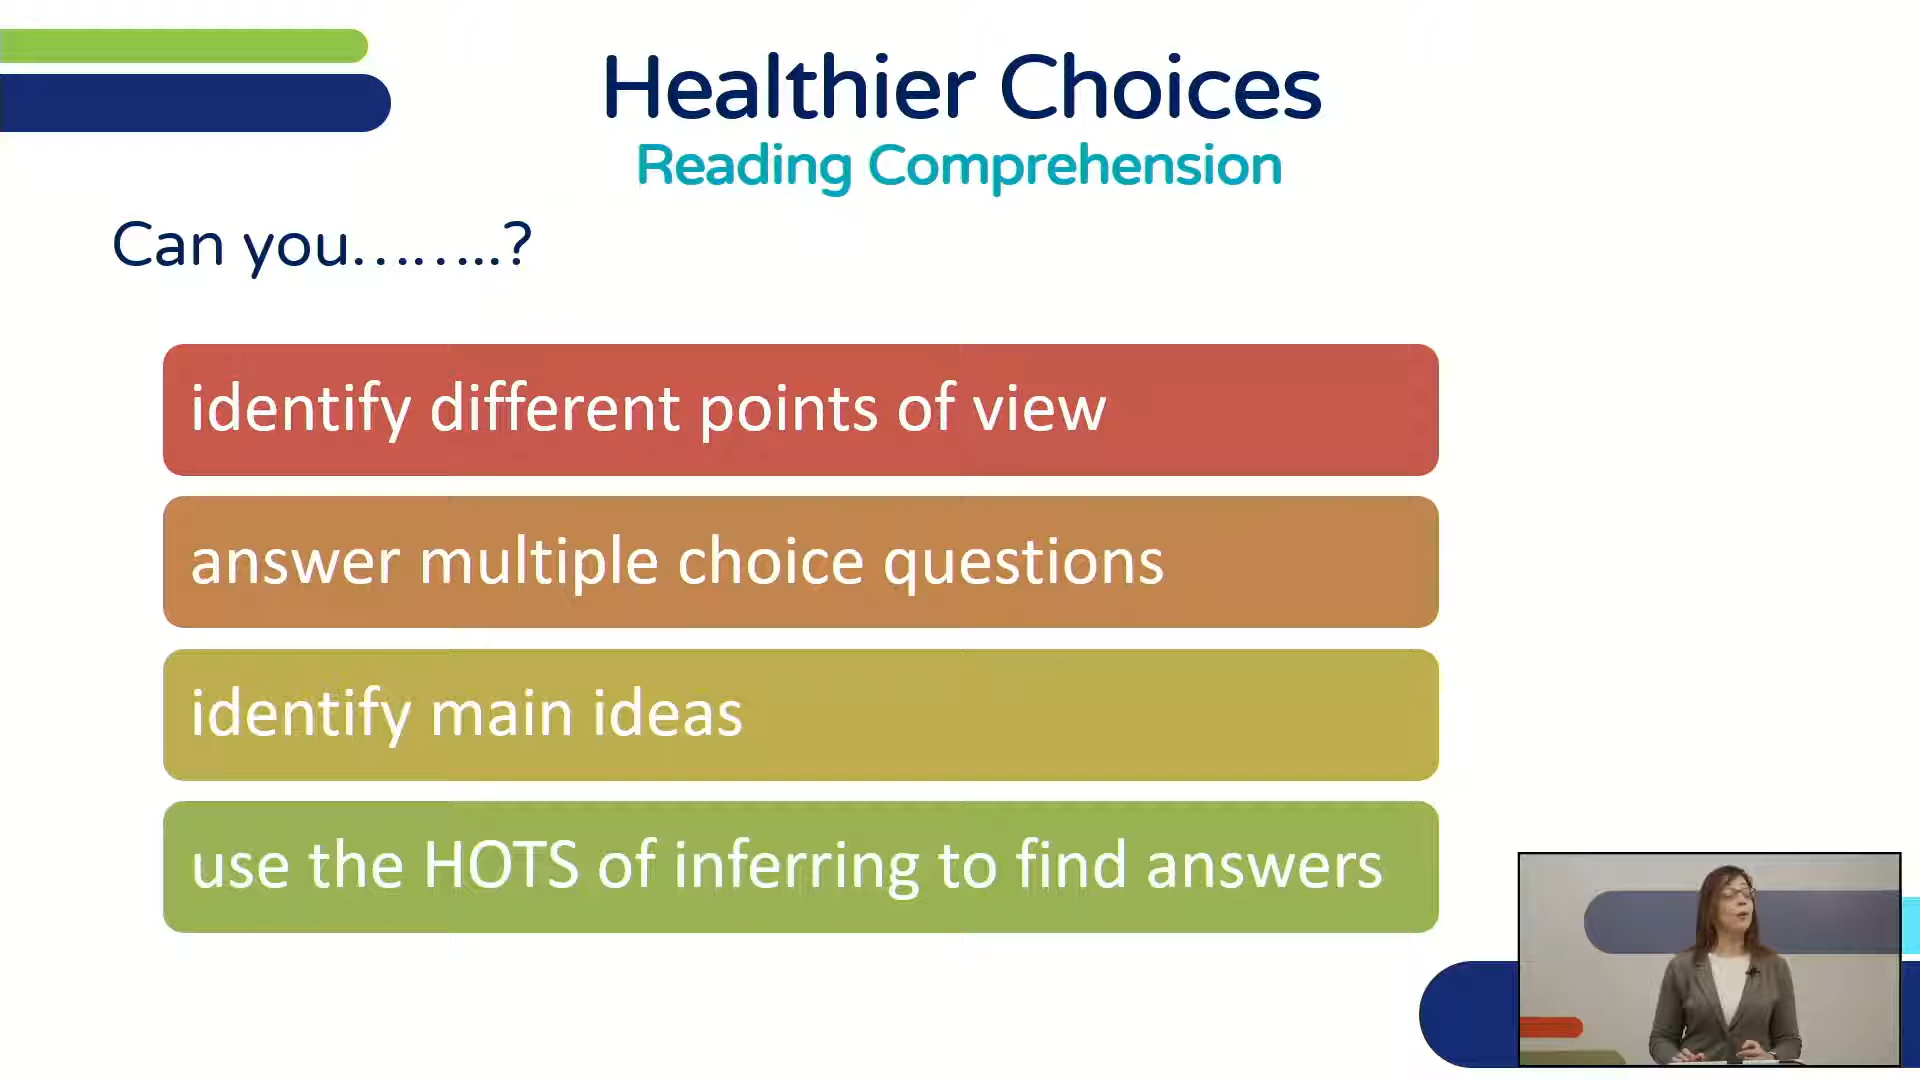 Healthier Choices
Reading Comprehension
Can you……..?
identify different points of view
answer multiple choice questions
identify main ideas
use the HOTS of inferring to find answers